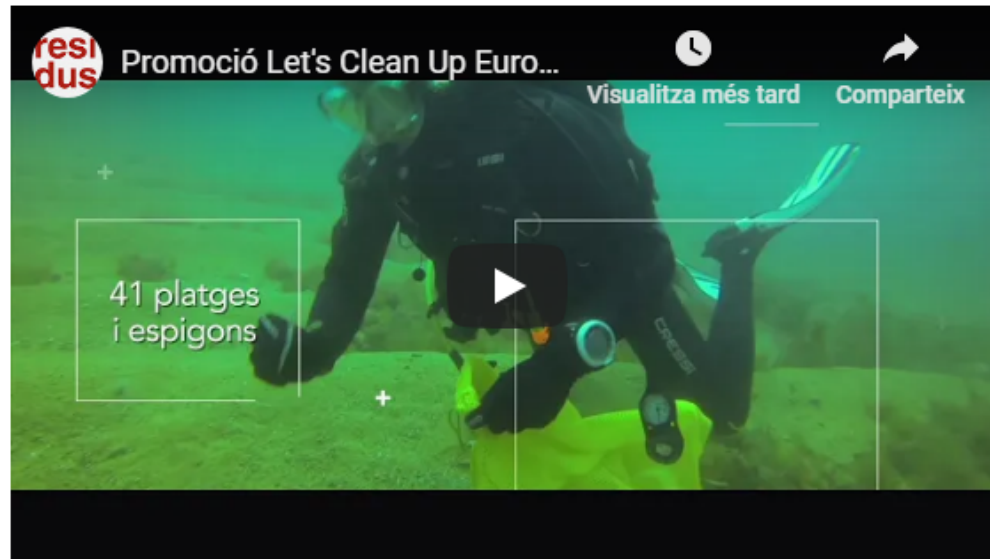 resi
dus
Promoció Let's Clean Up Euro...
Visualitza més tard
Comparteix
41 platges
i espigons
CRESSI